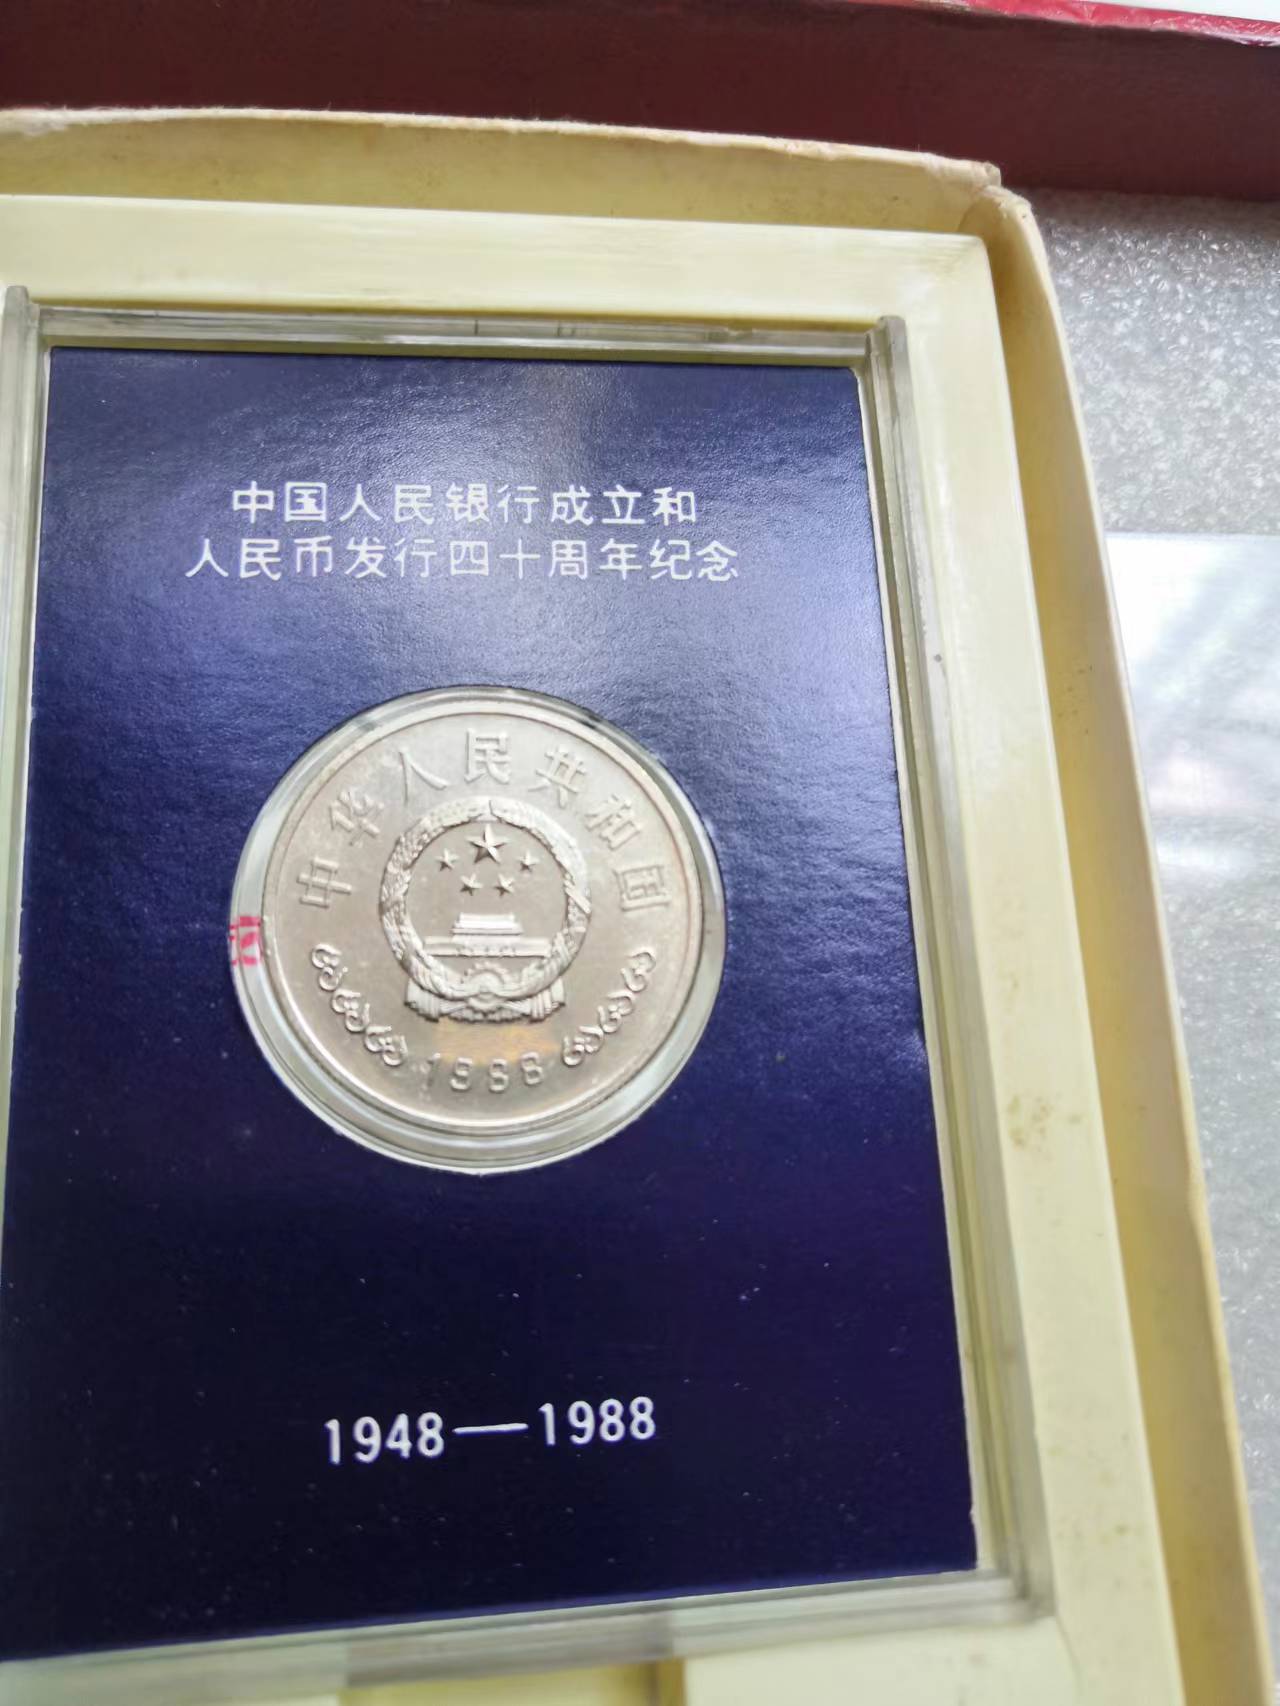 中国人民银行成立和
人民币发行四十周年纪念
中华人民共和国
1988
1948—1988